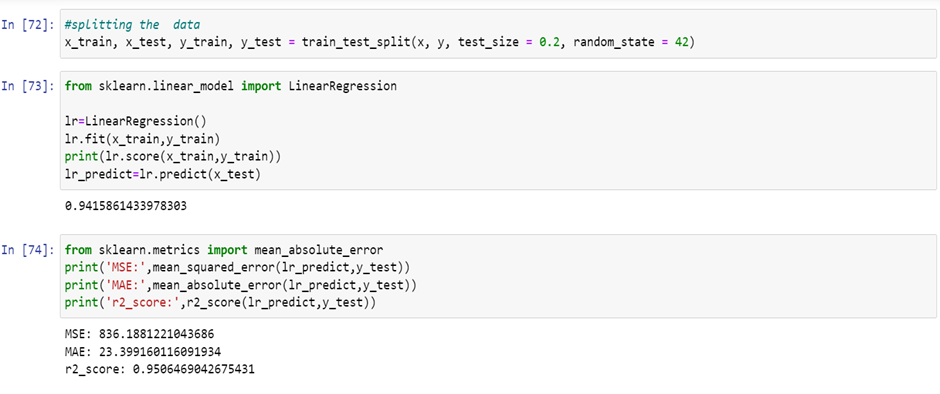 In [72]: #splitting the  data
x_train, x_test, y_train, y_test = train_test_split(x, y, test_size = 0.2, random_state = 42)
In [73]: from sklearn.linear_model import LinearRegression
lr=LinearRegression()
lr.fit(x_train,y_train)
print(lr.score(x_train,y_train))
lr_predict=lr.predict(x_test)
0.9415861433978303
In [74]: from sklearn.metrics import mean_absolute_error
print('MSE:',mean_squared_error(lr_predict,y_test))
print('MAE:',mean_absolute_error(lr_predict,y_test))
print('r2_score:',r2_score(lr_predict,y_test))
MSE: 836.1881221043686
MAE: 23.399160116091934
r2_score: 0.9506469042675431